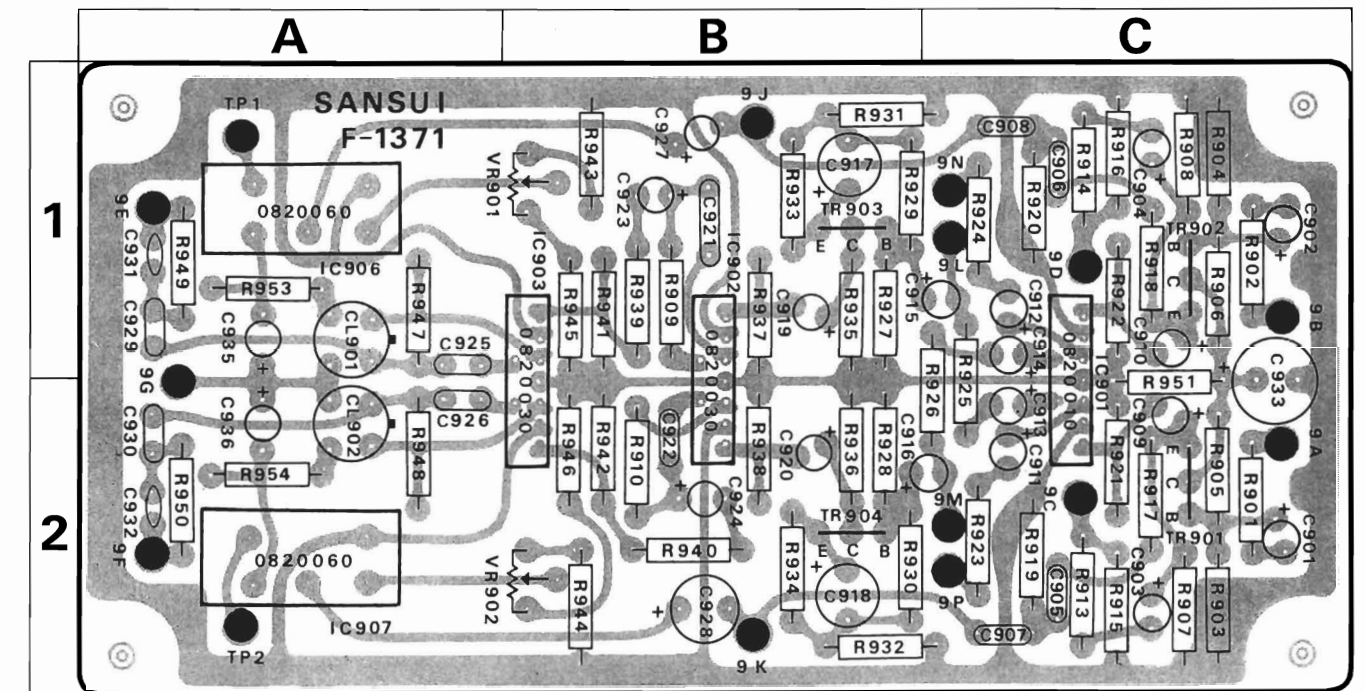 A B C
1
2
SANSUI
F-1371
TP1
9E
C931
R949
0820060
IC906
R953
C929
C935
CL901
R947
C925
VR901
R943
C927
9J
C923
C921
IC902
IC903
R945
R941
R939
R909
0820030
0820030
R937
C919
R931
C917
R933
TR903
E C B
R929
R935
R927
C915
9N
R924
9L
C908
R920
C906
R914
R916
C904
R908
R904
TR902
B C E
9D
R918
R922
C912
C914
0820010
IC901
C910
R906
R902
C902
9B
R951
C933
9G
C930
C936
CL902
R948
C926
R950
R954
C932
9F
0820060
IC907
TP2
VR902
R944
R946
R942
R910
C922
R938
C924
R940
C928
9K
C920
R936
R928
C916
TR904
E C B
R934
C918
R930
R932
R926
R925
C913
C911
9M
R923
9P
9C
R919
C905
C907
R913
R915
C903
R907
R903
R921
R917
C909
E C B
TR901
R905
R901
C901
9A